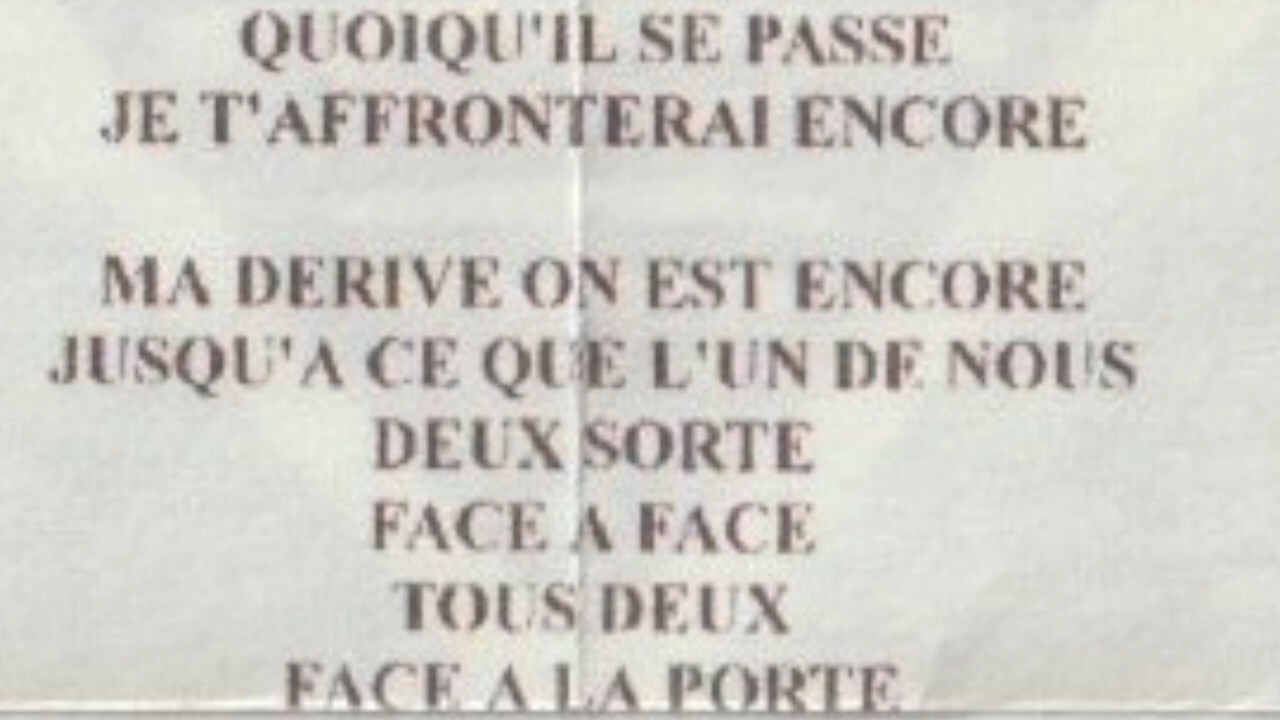 QUOIQU'IL SE PASSE
JE T'AFFRONTERAI ENCORE
MA DERIVE ON EST ENCORE
JUSQU'A CE QUE L'UN DE NOUS
DEUX SORTE
FACE A FACE
TOUS DEUX
FACE A LA PORTE